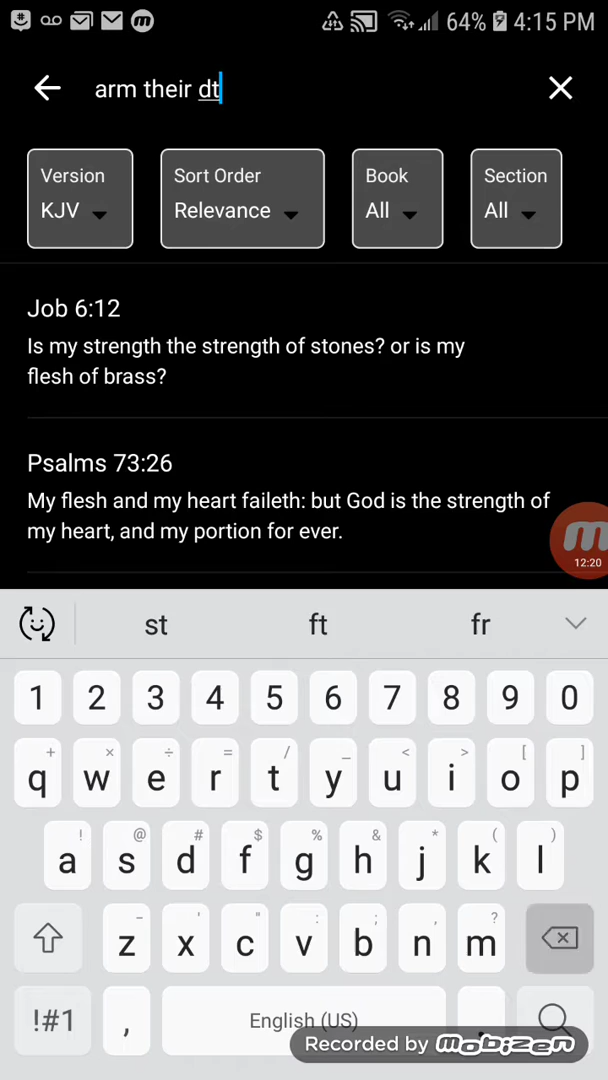 64% 4:15 PM
arm their dt
Version Sort Order Book Section
KJV Relevance All All
Job 6:12
Is my strength the strength of stones? or is my
flesh of brass?
Psalms 73:26
My flesh and my heart faileth: but God is the strength of
my heart, and my portion for ever.
12:20
st ft fr
1 2 3 4 5 6 7 8 9 0
+ × ÷ = / _ < > [ ]
q w e r t y u i o p
! @ # $ % & * ( )
a s d f g h j k l
- ' " : ; , ?
z x c v b n m
!#1 , English (US) .
Recorded by mobizen